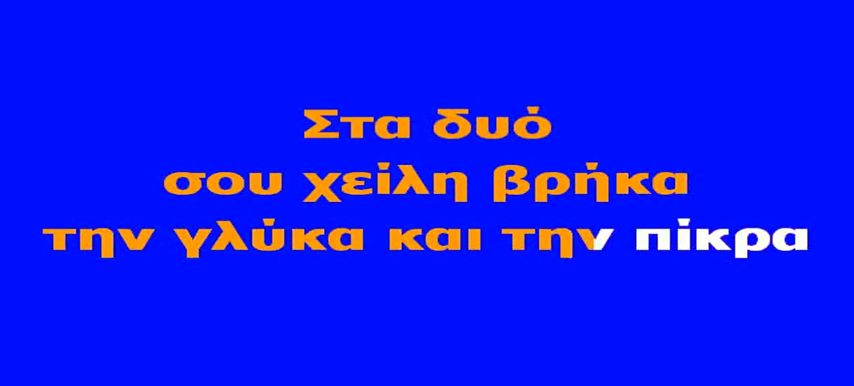 Στα δυό
σου χείλη βρήκα
την γλύκα και την πίκρα